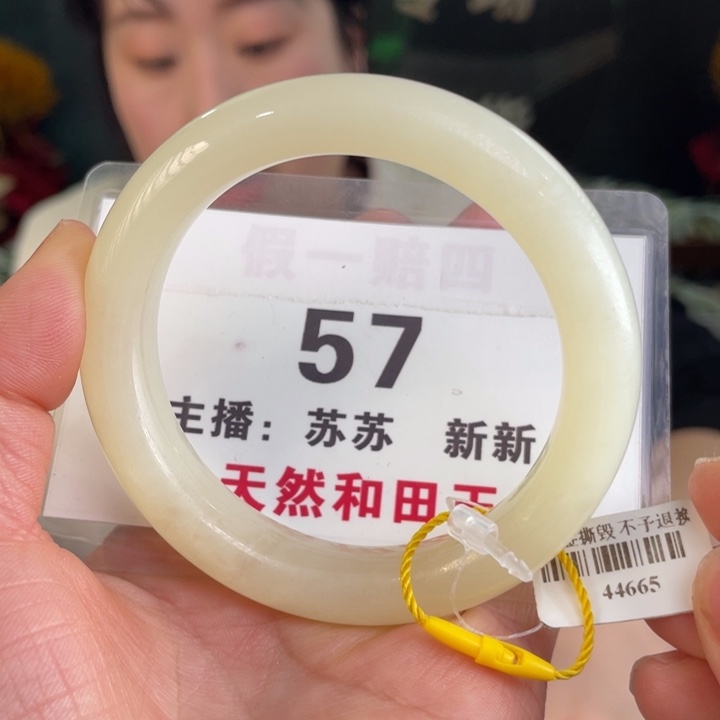 假一赔四
57
主播：苏苏 新新
天然和田玉
撕毁 不予退换
44665